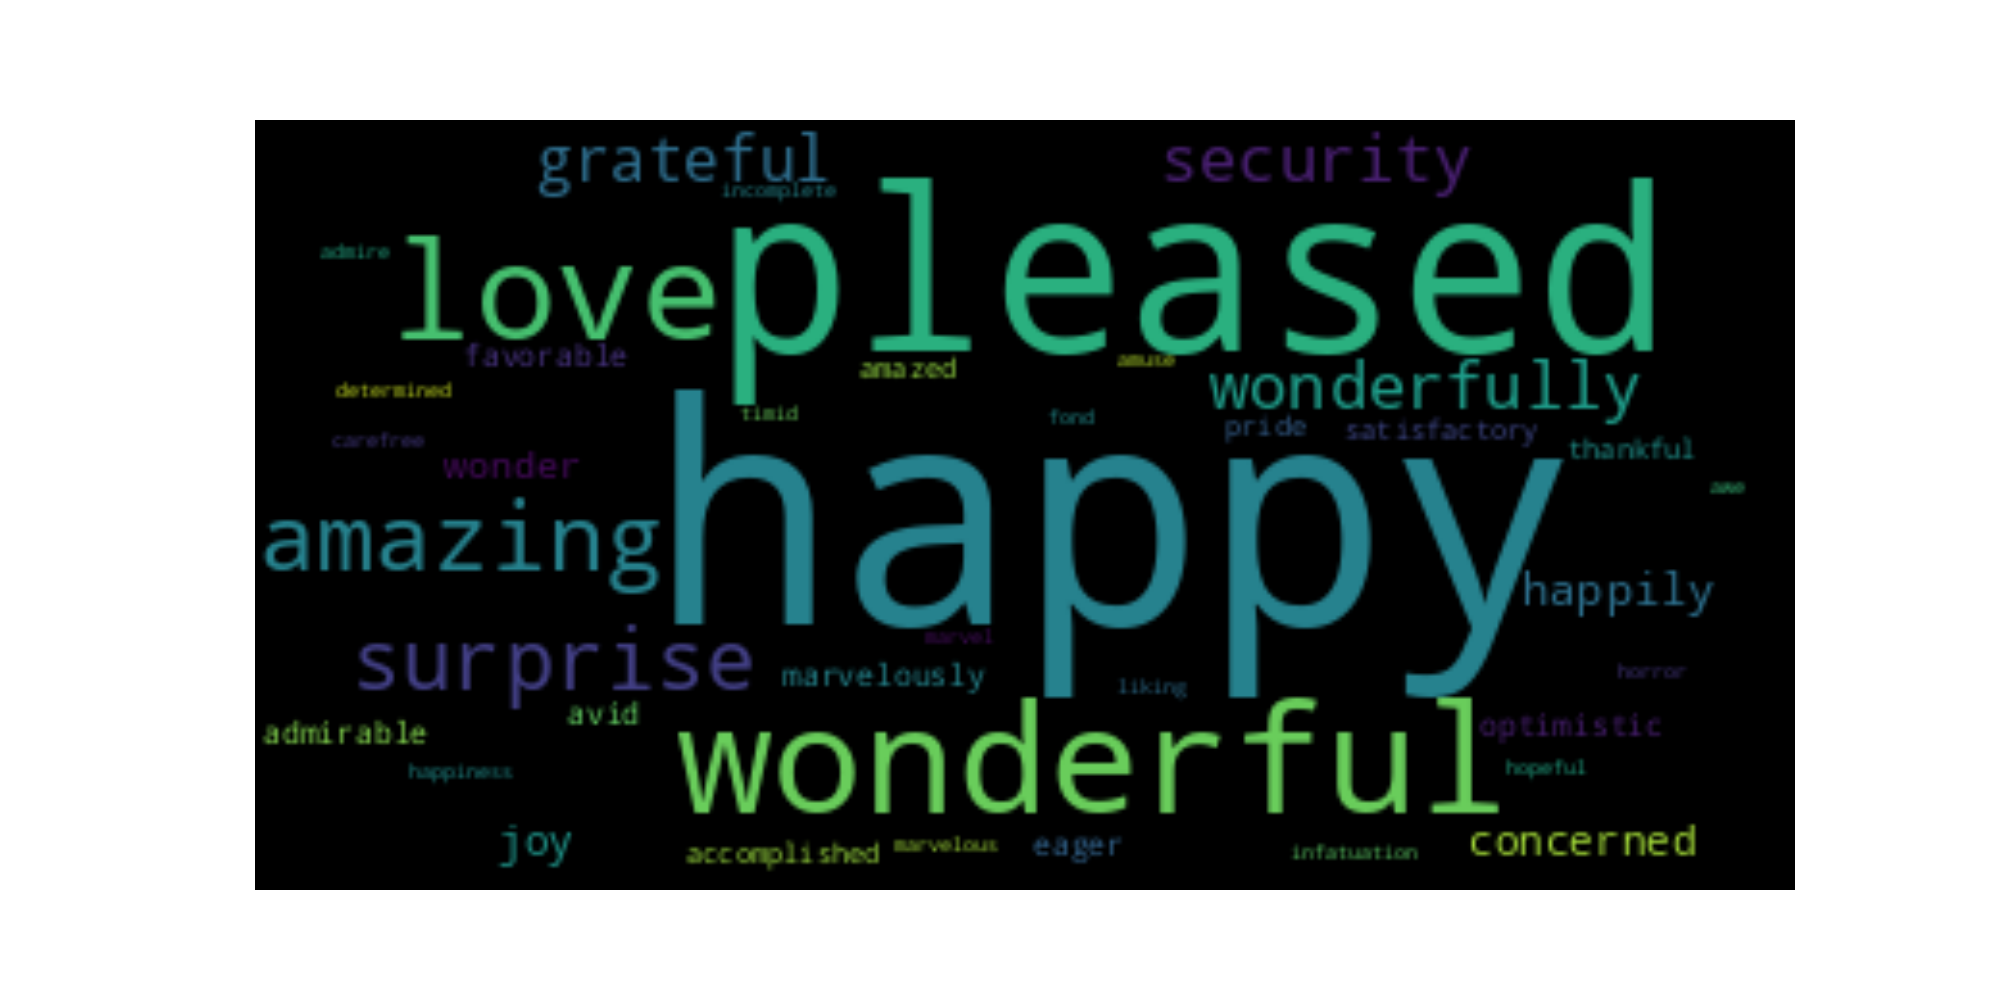 grateful
security
incomplete
pleased
love
admire
favorable
amazed
amuse
wonderfully
determined
timid
fond
pride
satisfactory
carefree
wonder
thankful
happy
awe
amazing
happily
surprise
marvel
marvelously
liking
horror
avid
admirable
wonderful
optimistic
happiness
hopeful
joy
accomplished
marvelous
eager
infatuation
concerned